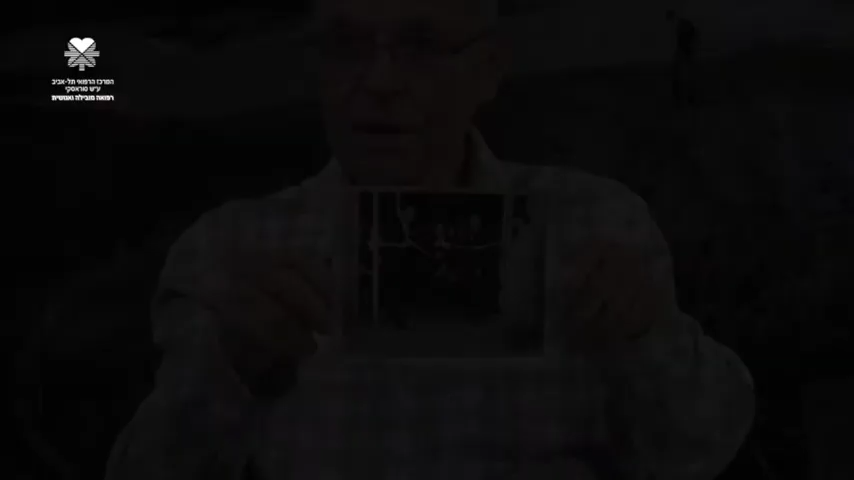 המרכז הרפואי תל-אביב
ע"ש סוראסקי
רפואה מובילה ואנושית